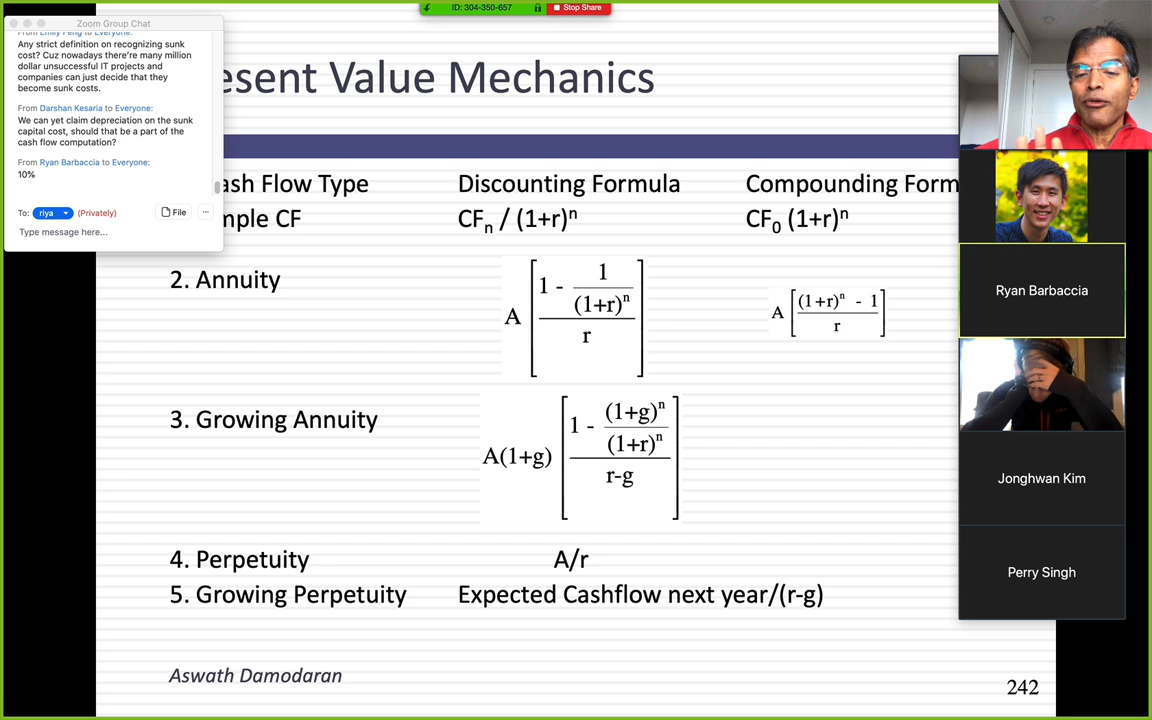 ID: 304-350-657
Stop Share
Zoom Group Chat
From Emily Feng to Everyone:
Any strict definition on recognizing sunk
cost? Cuz nowadays there're many million
dollar unsuccessful IT projects and
companies can just decide that they
become sunk costs.
From Darshan Kesaria to Everyone:
We can yet claim depreciation on the sunk
capital cost, should that be a part of the
cash flow computation?
From Ryan Barbaccia to Everyone:
10%
To: riya (Privately)
File
...
Type message here...
esent Value Mechanics
ash Flow Type Discounting Formula Compounding Form
mple CF CFn / (1+r)^n CF0 (1+r)^n
2. Annuity
A [1 - 1 / (1+r)^n / r]
A [(1+r)^n - 1 / r]
3. Growing Annuity
A(1+g) [1 - (1+g)^n / (1+r)^n / r-g]
4. Perpetuity A/r
5. Growing Perpetuity Expected Cashflow next year/(r-g)
Aswath Damodaran
242
Ryan Barbaccia
Jonghwan Kim
Perry Singh